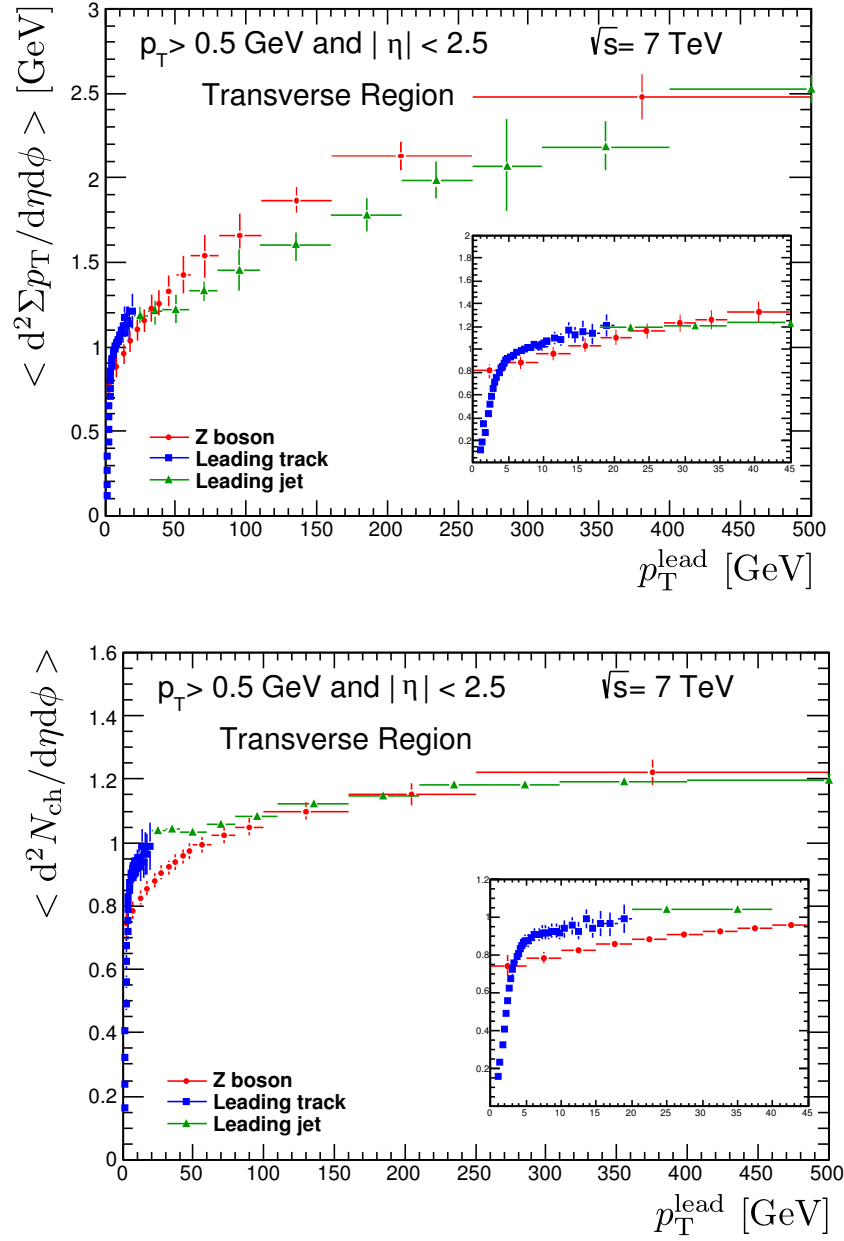 < d²Σp_T/dηdϕ > [GeV]
p_T> 0.5 GeV and | η | < 2.5
√s= 7 TeV
Transverse Region
3
2.5
2
1.5
1
0.5
0
Z boson
Leading track
Leading jet
2
1.8
1.6
1.4
1.2
1
0.8
0.6
0.4
0.2
0 5 10 15 20 25 30 35 40 45
0 50 100 150 200 250 300 350 400 450 500
p_T^lead [GeV]
< d²N_ch/dηdϕ >
p_T> 0.5 GeV and | η | < 2.5
√s= 7 TeV
Transverse Region
1.6
1.4
1.2
1
0.8
0.6
0.4
0.2
0
Z boson
Leading track
Leading jet
1.2
1
0.8
0.6
0.4
0.2
0 5 10 15 20 25 30 35 40 45
0 50 100 150 200 250 300 350 400 450 500
p_T^lead [GeV]